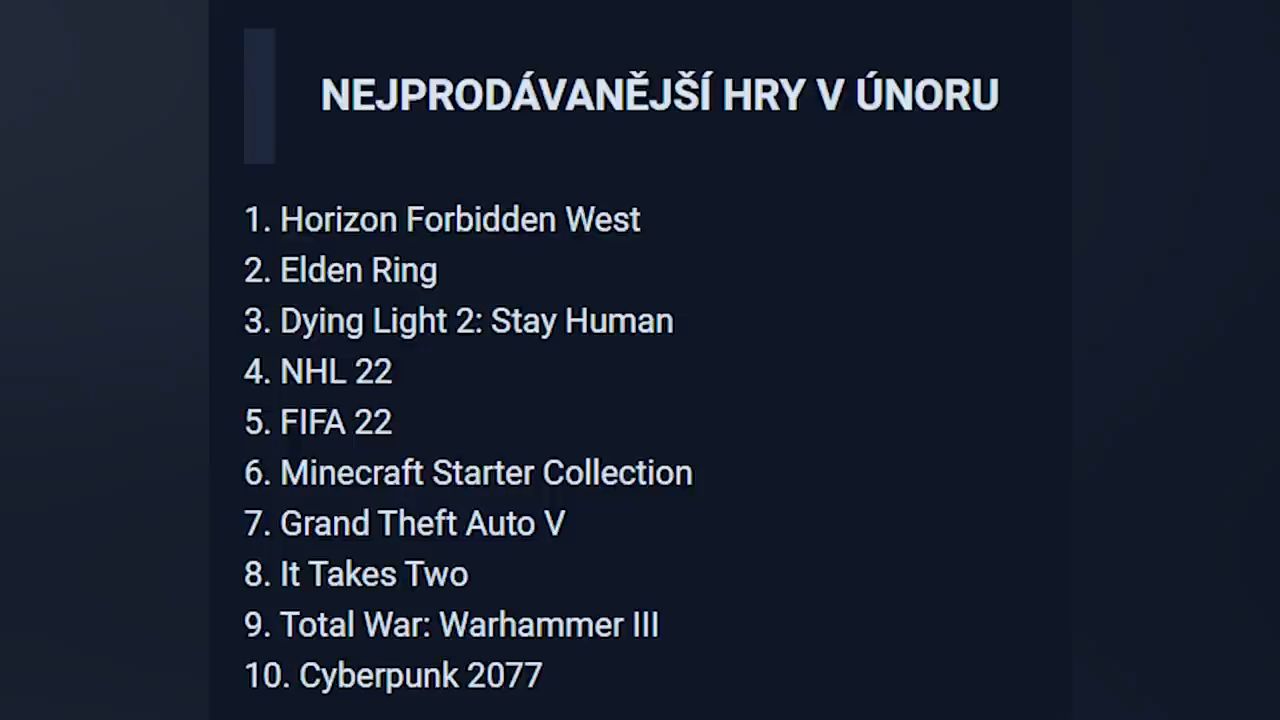 NEJPRODÁVANĚJŠÍ HRY V ÚNORU
1. Horizon Forbidden West
2. Elden Ring
3. Dying Light 2: Stay Human
4. NHL 22
5. FIFA 22
6. Minecraft Starter Collection
7. Grand Theft Auto V
8. It Takes Two
9. Total War: Warhammer III
10. Cyberpunk 2077